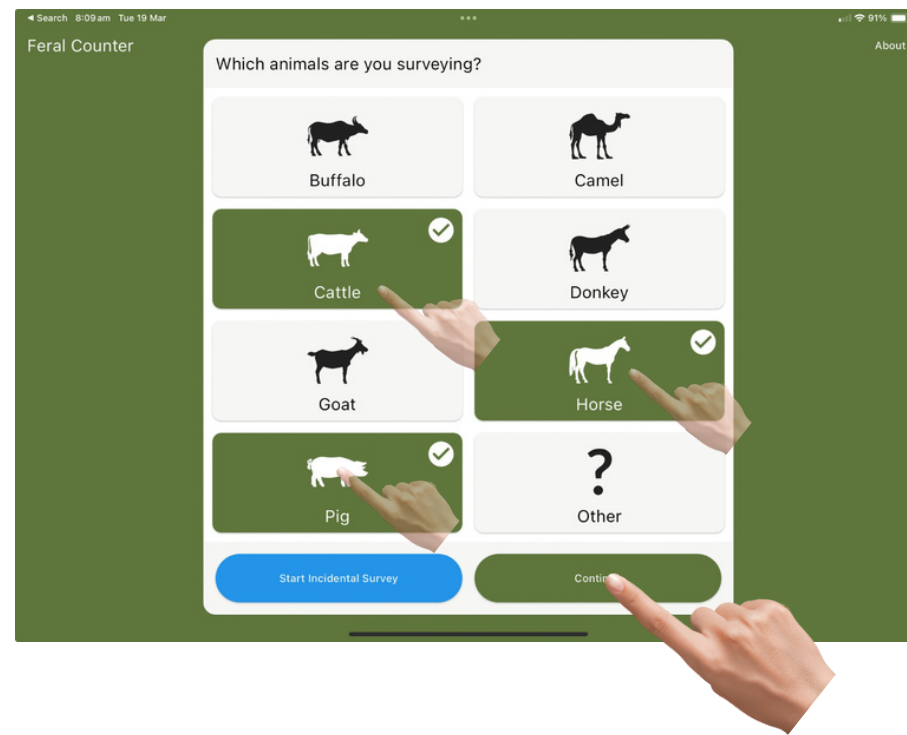 ◄ Search 8:09 am Tue 19 Mar
91%
Feral Counter
About
Which animals are you surveying?
Buffalo
Camel
Cattle
Donkey
Goat
Horse
Pig
?
Other
Start Incidental Survey